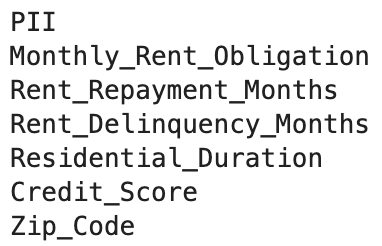 PII
Monthly_Rent_Obligation
Rent_Repayment_Months
Rent_Delinquency_Months
Residential_Duration
Credit_Score
Zip_Code